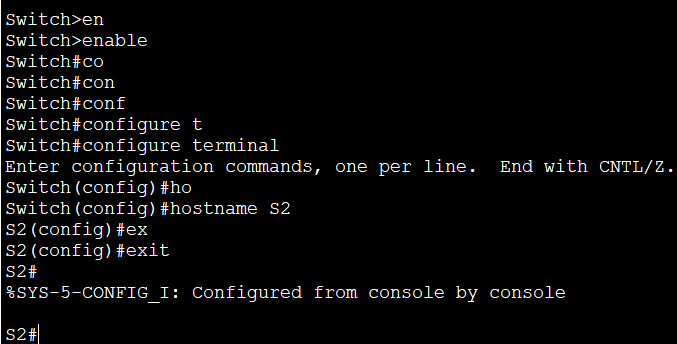 Switch>en
Switch>enable
Switch#co
Switch#con
Switch#conf
Switch#configure t
Switch#configure terminal
Enter configuration commands, one per line.  End with CNTL/Z.
Switch(config)#ho
Switch(config)#hostname S2
S2(config)#ex
S2(config)#exit
S2#
%SYS-5-CONFIG_I: Configured from console by console
S2#